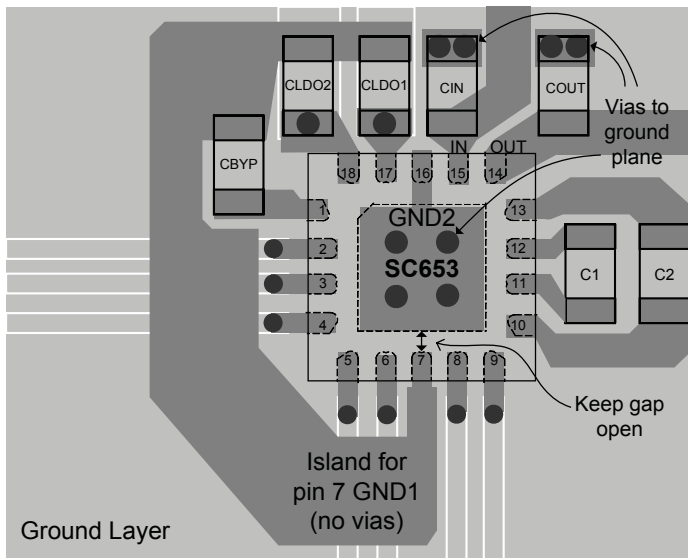 CLDO2
CLDO1
CIN
COUT
Vias to
ground
plane
CBYP
IN
OUT
18
17
16
15
14
1
GND2
13
2
SC653
12
3
11
C1
C2
4
10
5
6
7
8
9
Keep gap
open
Island for
pin 7 GND1
(no vias)
Ground Layer